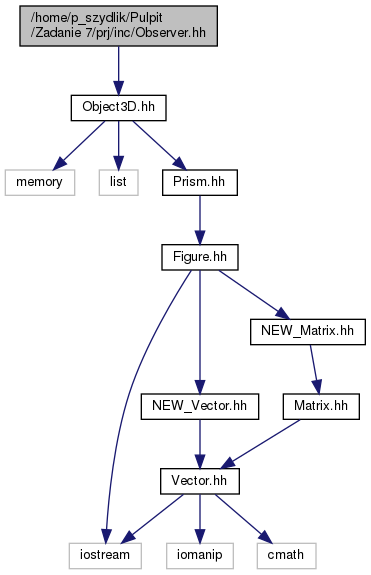 /home/p_szydlik/Pulpit
/Zadanie 7/prj/inc/Observer.hh
Object3D.hh
memory
list
Prism.hh
Figure.hh
NEW_Matrix.hh
NEW_Vector.hh
Matrix.hh
Vector.hh
iostream
iomanip
cmath